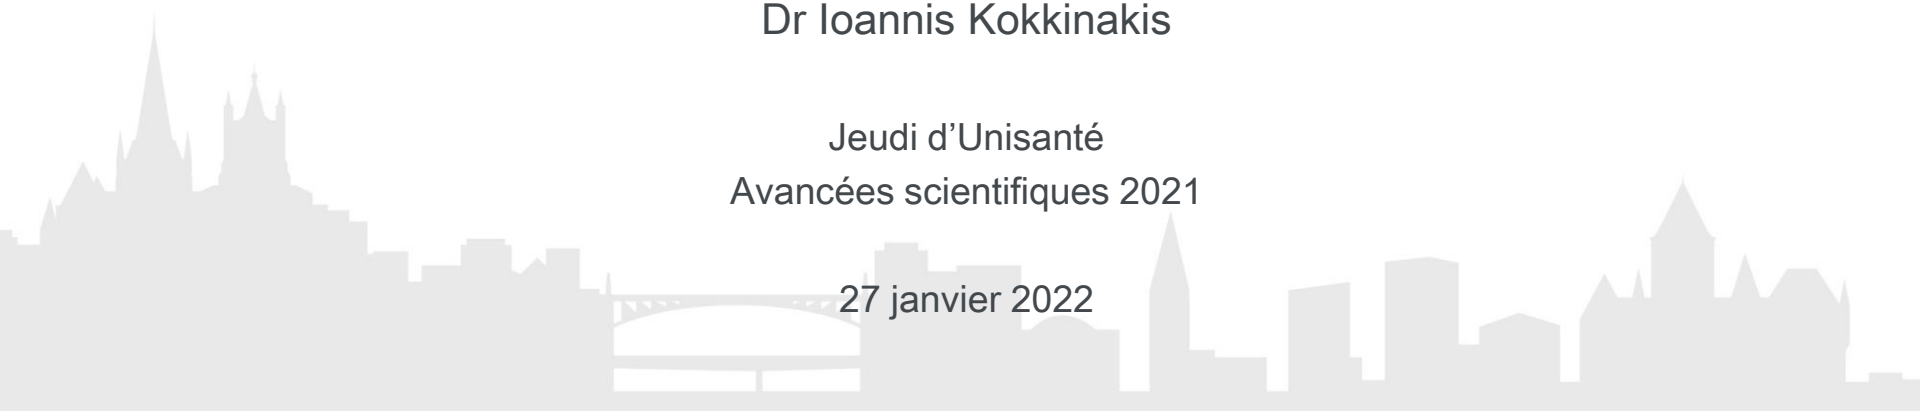 Dr Ioannis Kokkinakis
Jeudi d’Unisanté
Avancées scientifiques 2021
27 janvier 2022